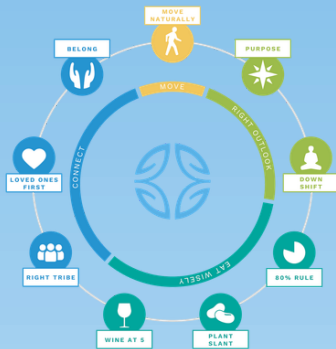 MOVE
NATURALLY
BELONG
PURPOSE
MOVE
RIGHT OUTLOOK
CONNECT
LOVED ONES
FIRST
DOWN
SHIFT
RIGHT TRIBE
80% RULE
EAT WISELY
WINE AT 5
PLANT
SLANT